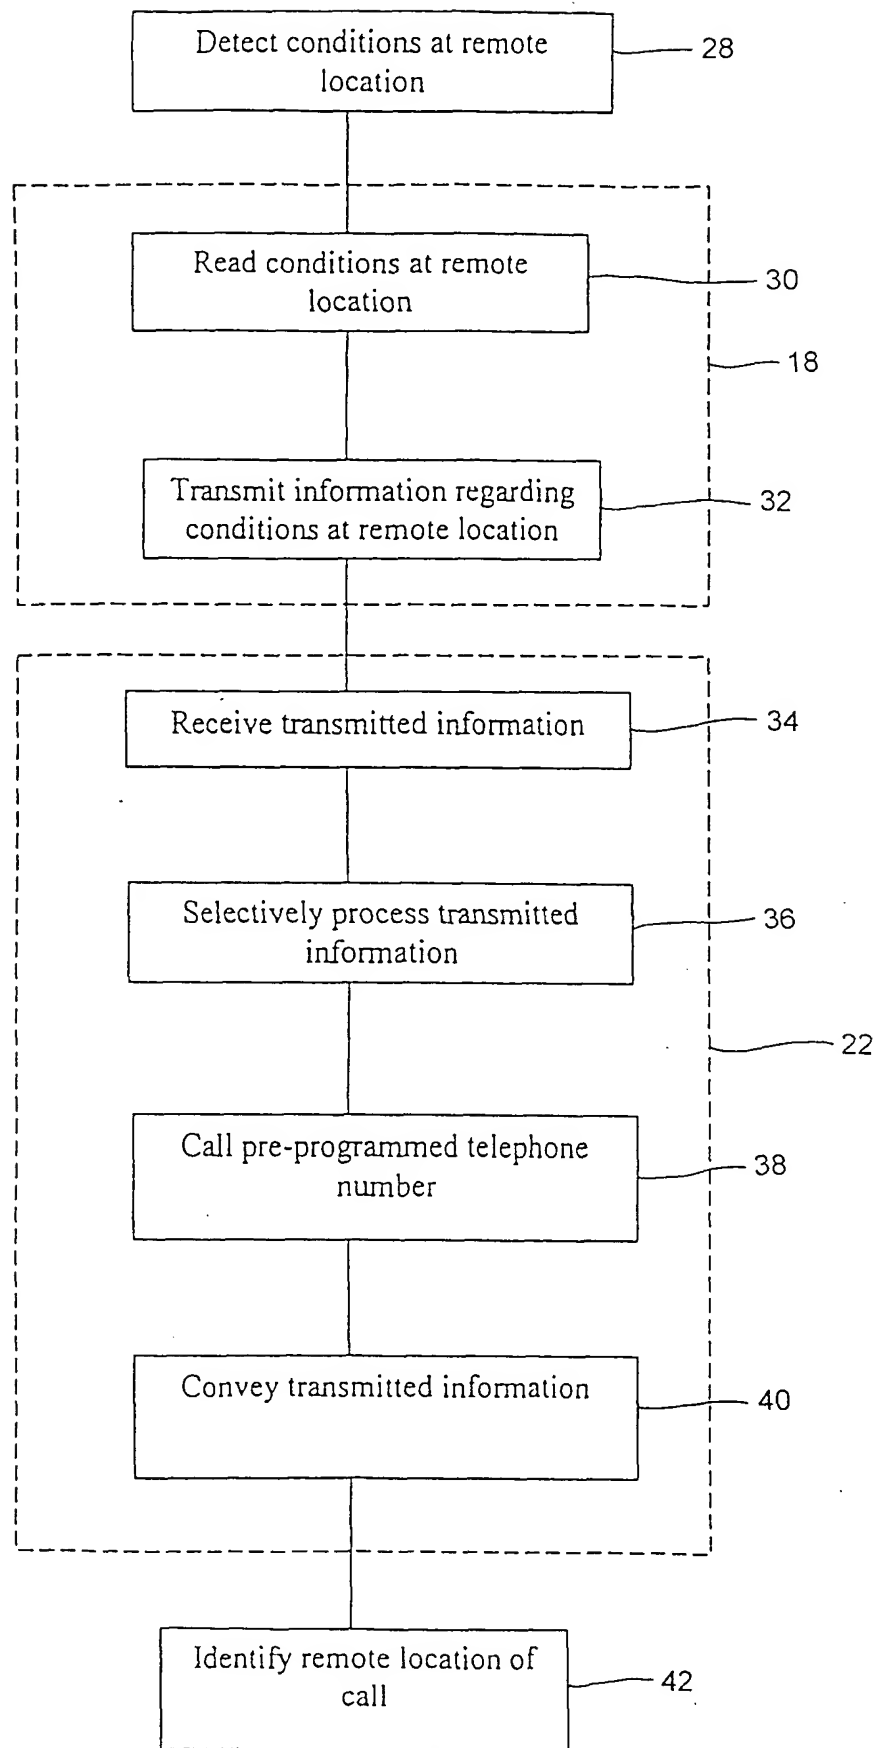 Detect conditions at remote
location
28
Read conditions at remote
location
30
18
Transmit information regarding
conditions at remote location
32
Receive transmitted information
34
Selectively process transmitted
information
36
22
Call pre-programmed telephone
number
38
Convey transmitted information
40
Identify remote location of
call
42